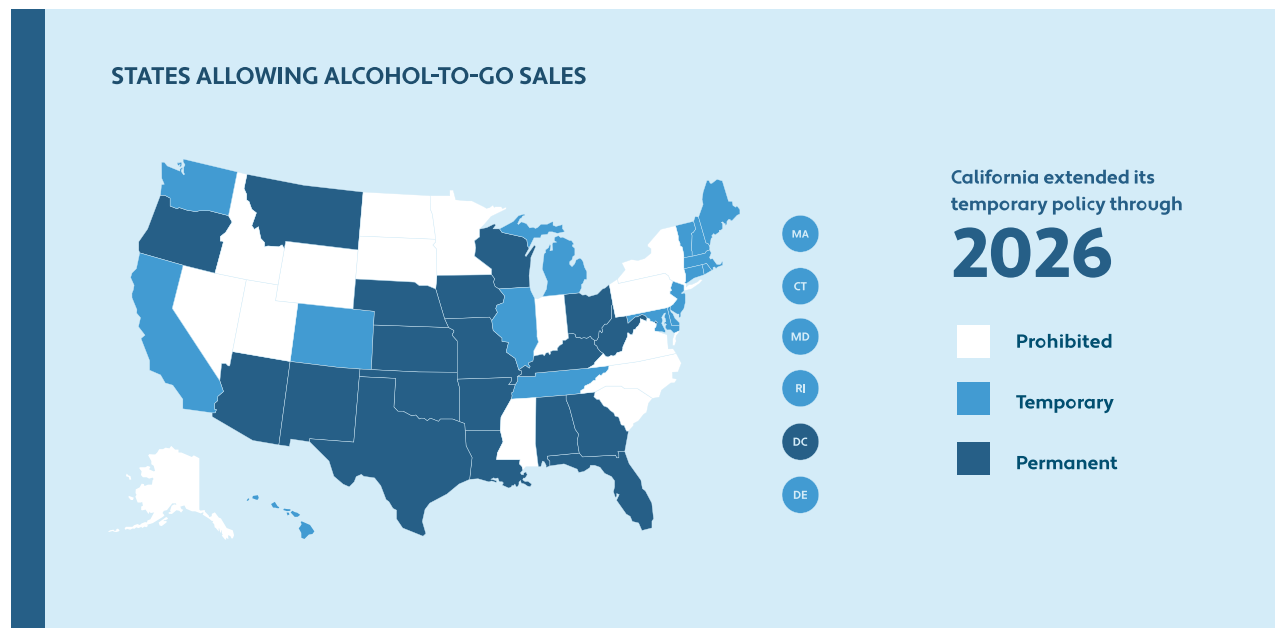 STATES ALLOWING ALCOHOL-TO-GO SALES
California extended its
temporary policy through
2026
MA
CT
MD
RI
DC
DE
Prohibited
Temporary
Permanent